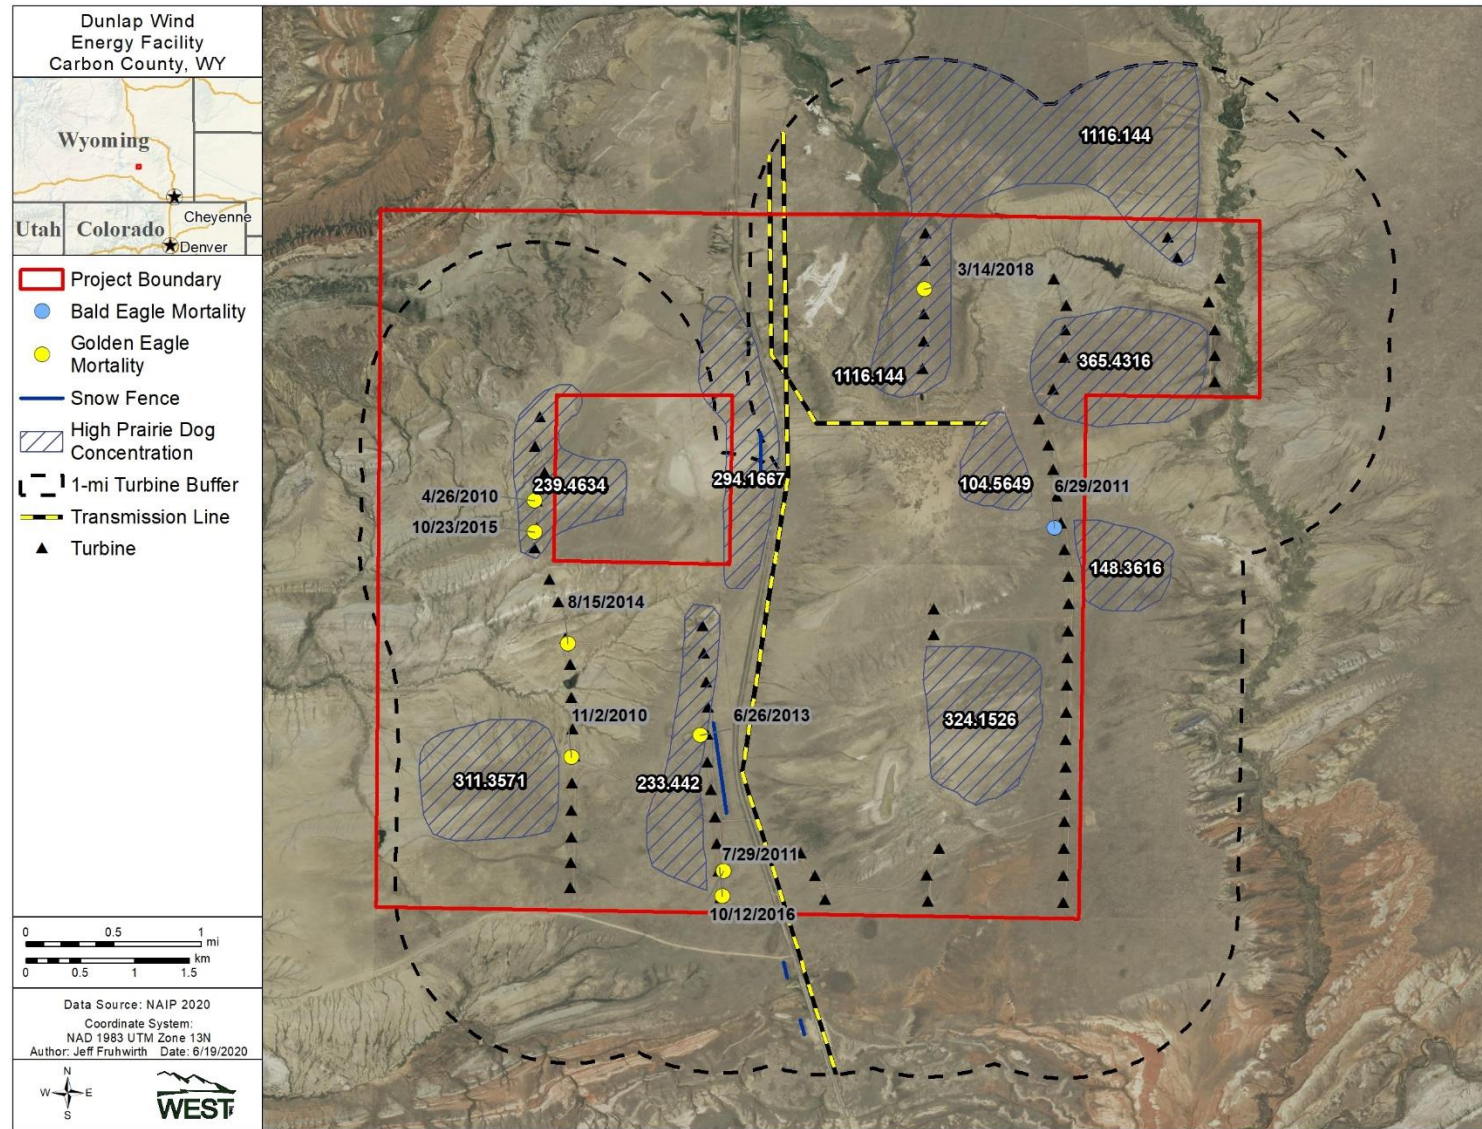 Dunlap Wind
Energy Facility
Carbon County, WY
Wyoming
Cheyenne
Utah
Colorado
Denver
Project Boundary
Bald Eagle Mortality
Golden Eagle
Mortality
Snow Fence
High Prairie Dog
Concentration
1-mi Turbine Buffer
Transmission Line
Turbine
0 0.5 1
mi
km
0 0.5 1 1.5
Data Source: NAIP 2020
Coordinate System:
NAD 1983 UTM Zone 13N
Author: Jeff Fruhwirth Date: 6/19/2020
N
W E
S
WEST
1116.144
3/14/2018
1116.144
365.4316
239.4634
294.1667
104.5649
6/29/2011
4/26/2010
10/23/2015
148.3616
8/15/2014
11/2/2010
6/26/2013
324.1526
311.3571
233.442
7/29/2011
10/12/2016